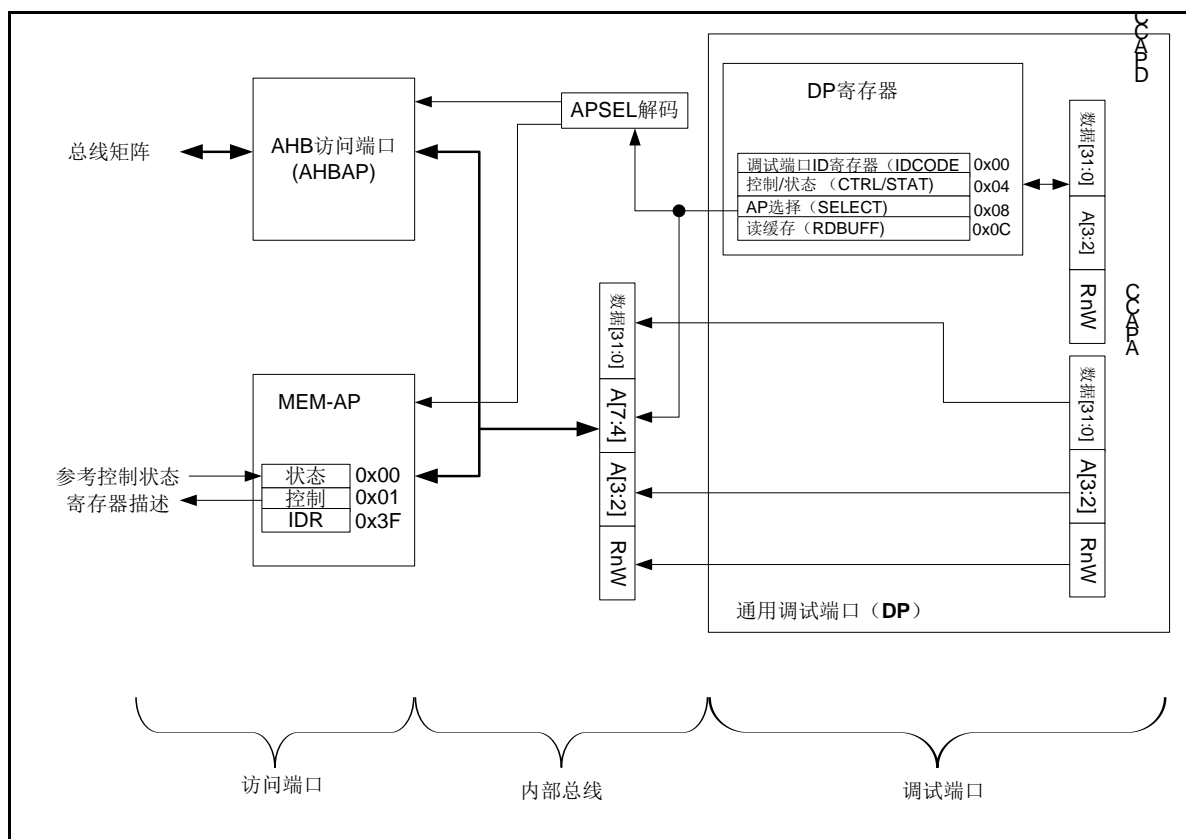 DPACC
DP寄存器
APSEL解码
AHB访问端口
(AHBAP)
总线矩阵
调试端口ID寄存器（IDCODE 0x00
控制/状态 （CTRL/STAT) 0x04
AP选择（SELECT) 0x08
读缓存（RDBUFF) 0x0C
数据[31:0]
A[3:2]
RnW
APACC
数据[31:0]
A[7:4]
A[3:2]
RnW
数据[31:0]
A[3:2]
RnW
MEM-AP
参考控制状态
寄存器描述
状态 0x00
控制 0x01
IDR 0x3F
通用调试端口（DP）
访问端口
内部总线
调试端口